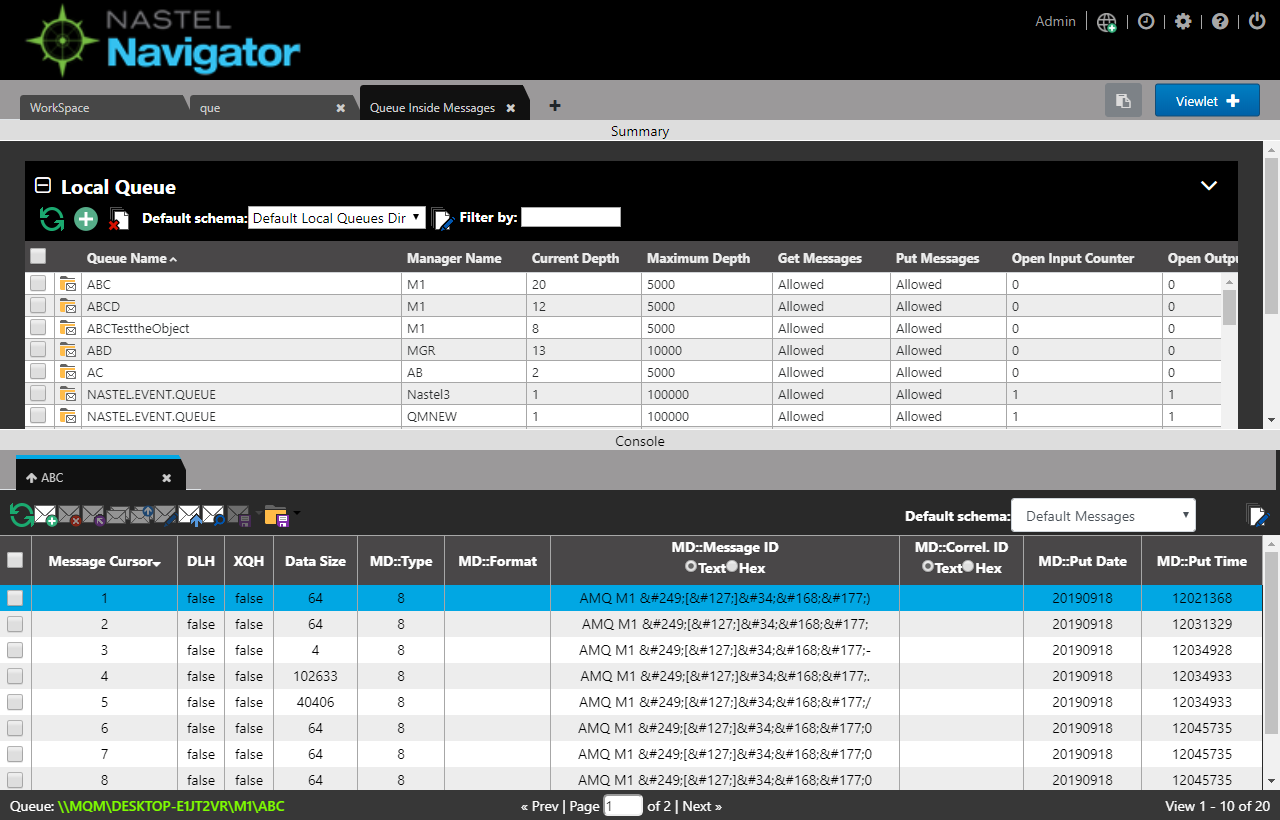 NASTEL
Navigator
Admin
WorkSpace que Queue Inside Messages Viewlet
Summary
Local Queue
Default schema: Default Local Queues Dir Filter by:
Queue Name Manager Name Current Depth Maximum Depth Get Messages Put Messages Open Input Counter Open Outpu
ABC M1 20 5000 Allowed Allowed 0 0
ABCD M1 12 5000 Allowed Allowed 0 0
ABCTesttheObject M1 8 5000 Allowed Allowed 0 0
ABD MGR 13 10000 Allowed Allowed 0 0
AC AB 2 5000 Allowed Allowed 0 0
NASTEL.EVENT.QUEUE Nastel3 1 100000 Allowed Allowed 1 1
NASTEL.EVENT.QUEUE QMNEW 1 100000 Allowed Allowed 1 1
Console
ABC
Default schema: Default Messages
Message Cursor DLH XQH Data Size MD::Type MD::Format MD::Message ID Text Hex MD::Correl. ID Text Hex MD::Put Date MD::Put Time
1 false false 64 8 AMQ M1 &#249;[&#127;]&#34;&#168;&#177;) 20190918 12021368
2 false false 64 8 AMQ M1 &#249;[&#127;]&#34;&#168;&#177; 20190918 12031329
3 false false 4 8 AMQ M1 &#249;[&#127;]&#34;&#168;&#177;- 20190918 12034928
4 false false 102633 8 AMQ M1 &#249;[&#127;]&#34;&#168;&#177;. 20190918 12034933
5 false false 40406 8 AMQ M1 &#249;[&#127;]&#34;&#168;&#177;/ 20190918 12034933
6 false false 64 8 AMQ M1 &#249;[&#127;]&#34;&#168;&#177;0 20190918 12045735
7 false false 64 8 AMQ M1 &#249;[&#127;]&#34;&#168;&#177;0 20190918 12045735
8 false false 64 8 AMQ M1 &#249;[&#127;]&#34;&#168;&#177;0 20190918 12045735
Queue: \\MQM\DESKTOP-E1JT2VR\M1\ABC « Prev | Page 1 of 2 | Next » View 1 - 10 of 20